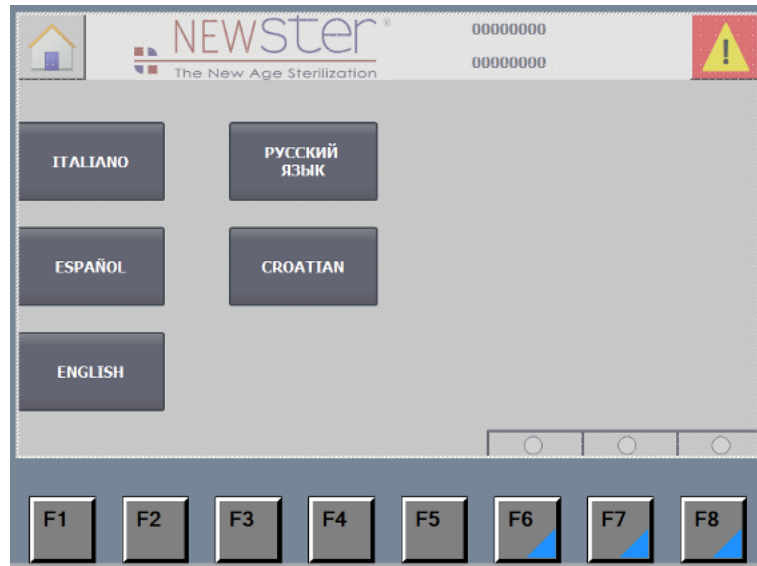 NEWSter®
00000000
The New Age Sterilization
00000000
!
ITALIANO
РУССКИЙ
ЯЗЫК
ESPAÑOL
CROATIAN
ENGLISH
F1 F2 F3 F4 F5 F6 F7 F8